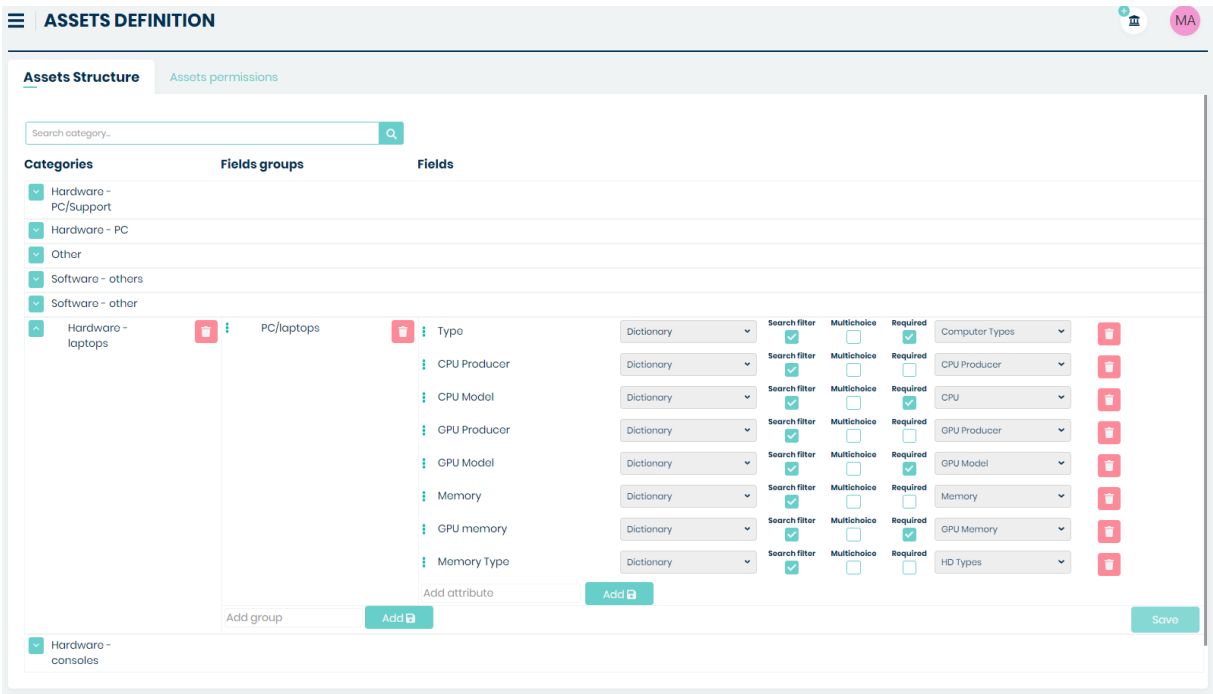 ASSETS DEFINITION
MA
Assets Structure
Assets permissions
Search category..
Categories
Fields groups
Fields
Hardware -
PC/Support
Hardware - PC
Other
Software - others
Software - other
Hardware -
laptops
PC/laptops
Type
Dictionary
Search filter
Multichoice
Required
Computer Types
CPU Producer
Dictionary
Search filter
Multichoice
Required
CPU Producer
CPU Model
Dictionary
Search filter
Multichoice
Required
CPU
GPU Producer
Dictionary
Search filter
Multichoice
Required
GPU Producer
GPU Model
Dictionary
Search filter
Multichoice
Required
GPU Model
Memory
Dictionary
Search filter
Multichoice
Required
Memory
GPU memory
Dictionary
Search filter
Multichoice
Required
GPU Memory
Memory Type
Dictionary
Search filter
Multichoice
Required
HD Types
Add attribute
Add
Add group
Add
Save
Hardware -
consoles